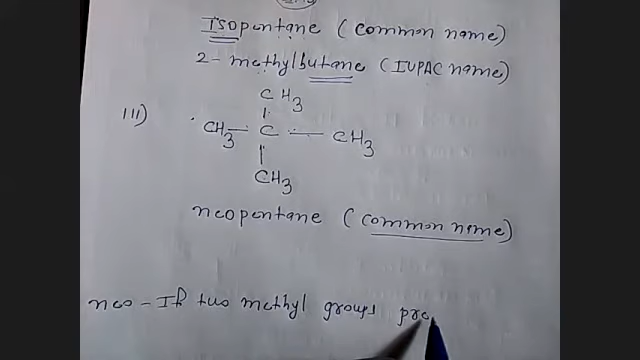 Isopentane (common name)
2-methylbutane (IUPAC name)
CH3
III) CH3 — C — CH3
CH3
neopentane (common name)
neo - If two methyl groups pre